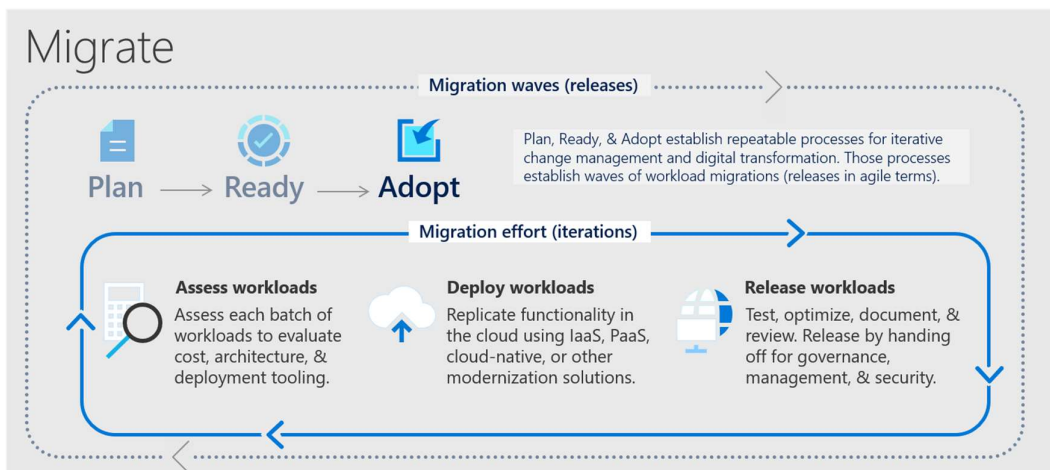 Migrate
Migration waves (releases)
Plan
Ready
Adopt
Plan, Ready, & Adopt establish repeatable processes for iterative
change management and digital transformation. Those processes
establish waves of workload migrations (releases in agile terms).
Migration effort (iterations)
Assess workloads
Assess each batch of
workloads to evaluate
cost, architecture, &
deployment tooling.
Deploy workloads
Replicate functionality in
the cloud using IaaS, PaaS,
cloud-native, or other
modernization solutions.
Release workloads
Test, optimize, document, &
review. Release by handing
off for governance,
management, & security.